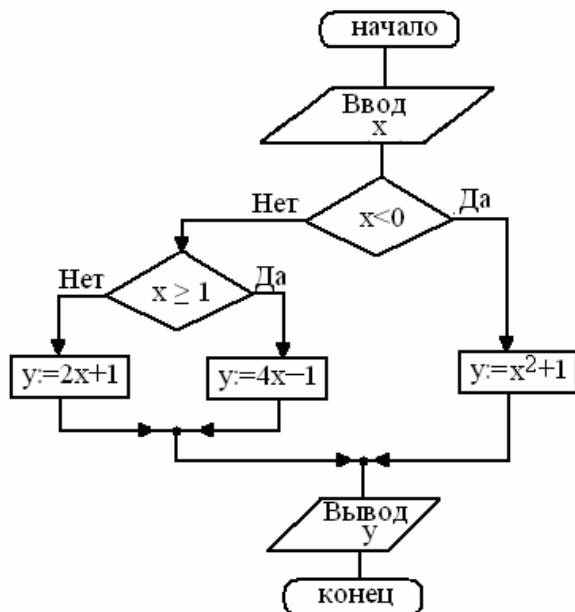 начало
Ввод
x
Нет
x<0
Да
Нет
x ≥ 1
Да
y:=2x+1
y:=4x−1
y:=x²+1
Вывод
y
конец